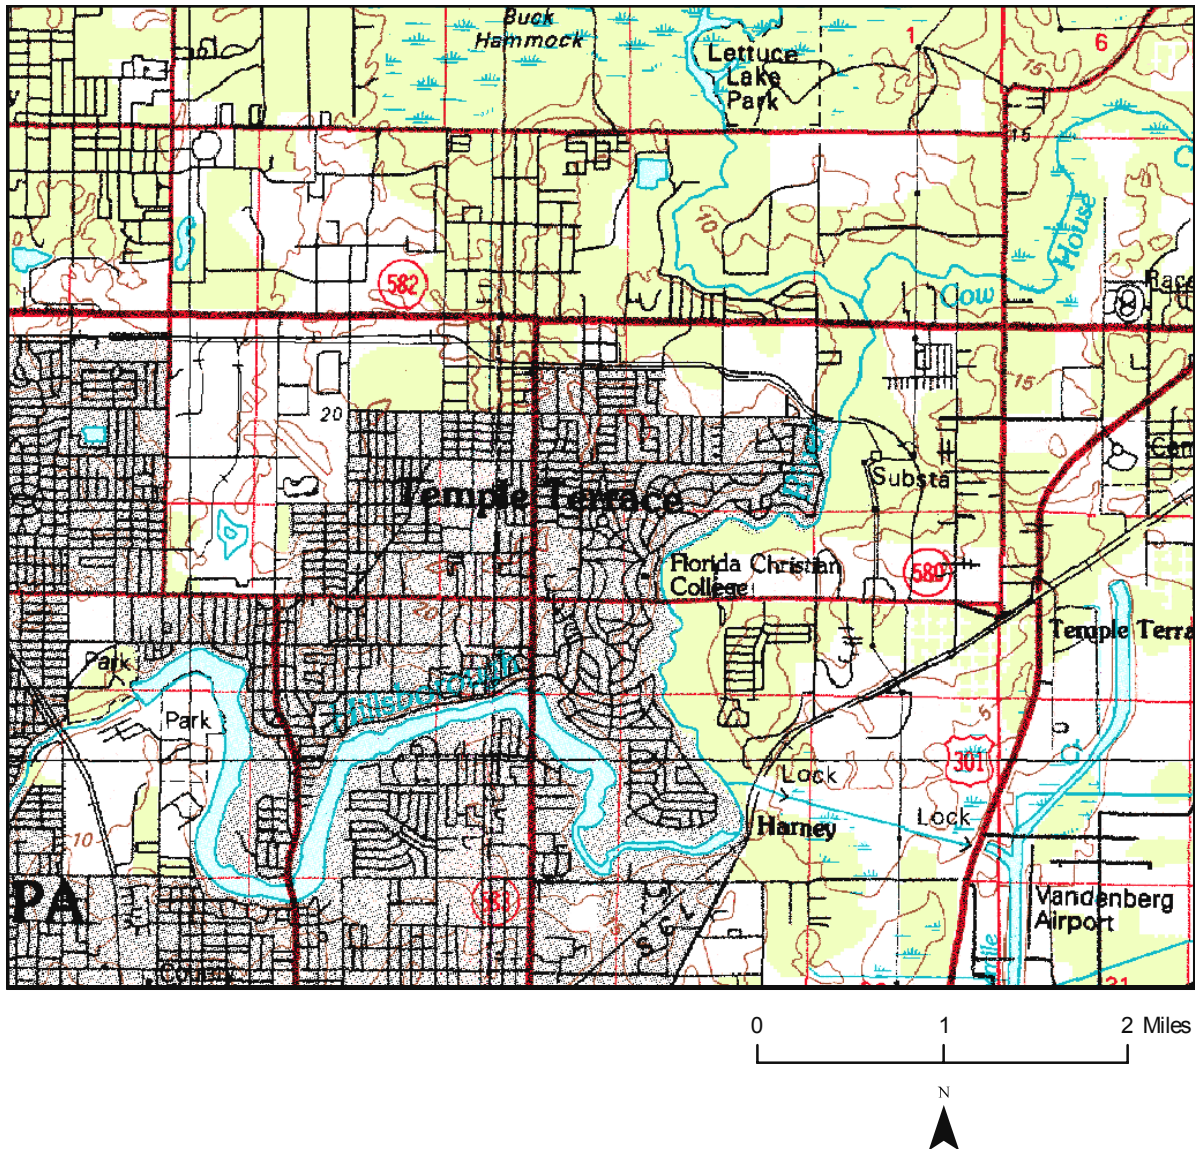 Buck
Hammock
Lettuce
Lake
Park
1
6
15
15
House
10
582
Cow
Race
15
20
Temple Terrace
River
Substa
Florida Christian
College
580
20
Temple Terra
Park
Hillsborough
Park
5
301
Lock
Lock
Harney
10
PA
Vandenberg
Airport
0 1 2 Miles
N